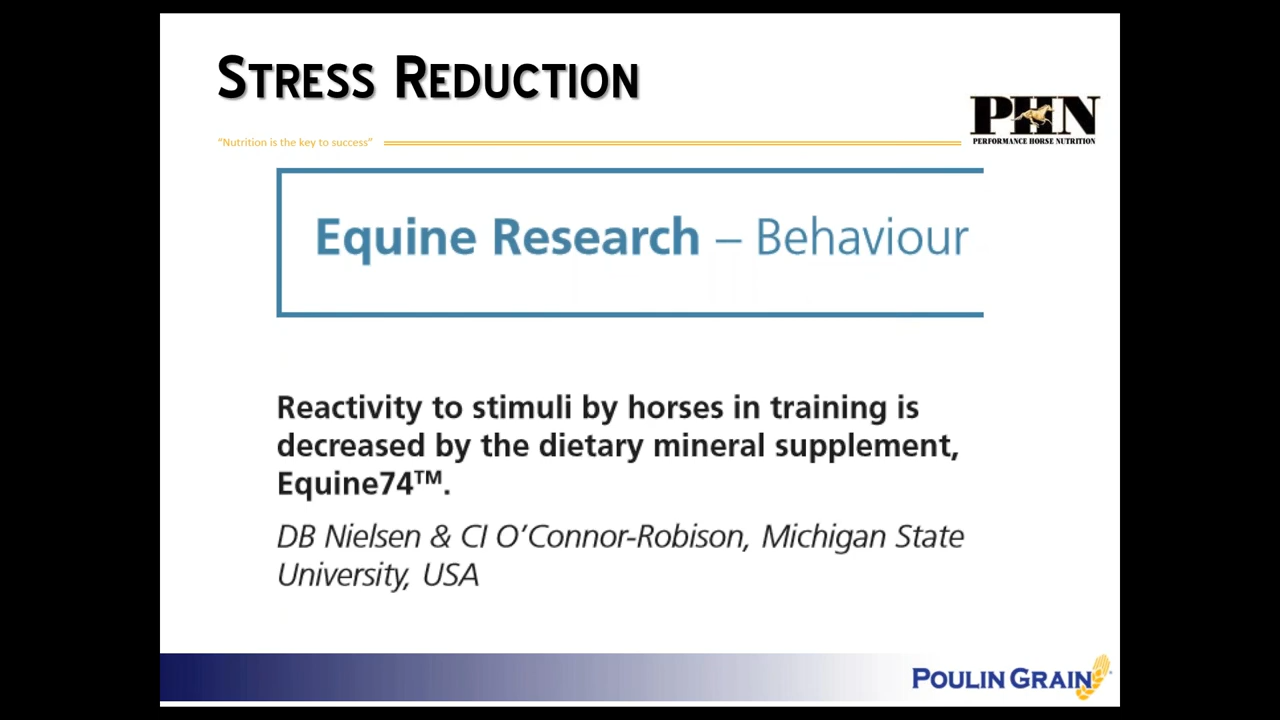 STRESS REDUCTION
"Nutrition is the key to success"
PHN
PERFORMANCE HORSE NUTRITION
Equine Research – Behaviour
Reactivity to stimuli by horses in training is
decreased by the dietary mineral supplement,
Equine74™.
DB Nielsen & CI O'Connor-Robison, Michigan State
University, USA
POULIN GRAIN